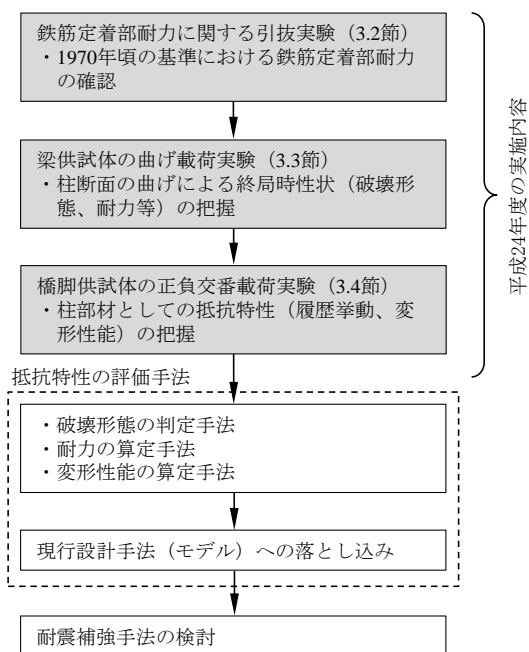 鉄筋定着部耐力に関する引抜実験（3.2節）
・1970年頃の基準における鉄筋定着部耐力
の確認
梁供試体の曲げ載荷実験（3.3節）
・柱断面の曲げによる終局時性状（破壊形
態、耐力等）の把握
橋脚供試体の正負交番載荷実験（3.4節）
・柱部材としての抵抗特性（履歴挙動、変
形性能）の把握
平成24年度の実施内容
抵抗特性の評価手法
・破壊形態の判定手法
・耐力の算定手法
・変形性能の算定手法
現行設計手法（モデル）への落とし込み
耐震補強手法の検討